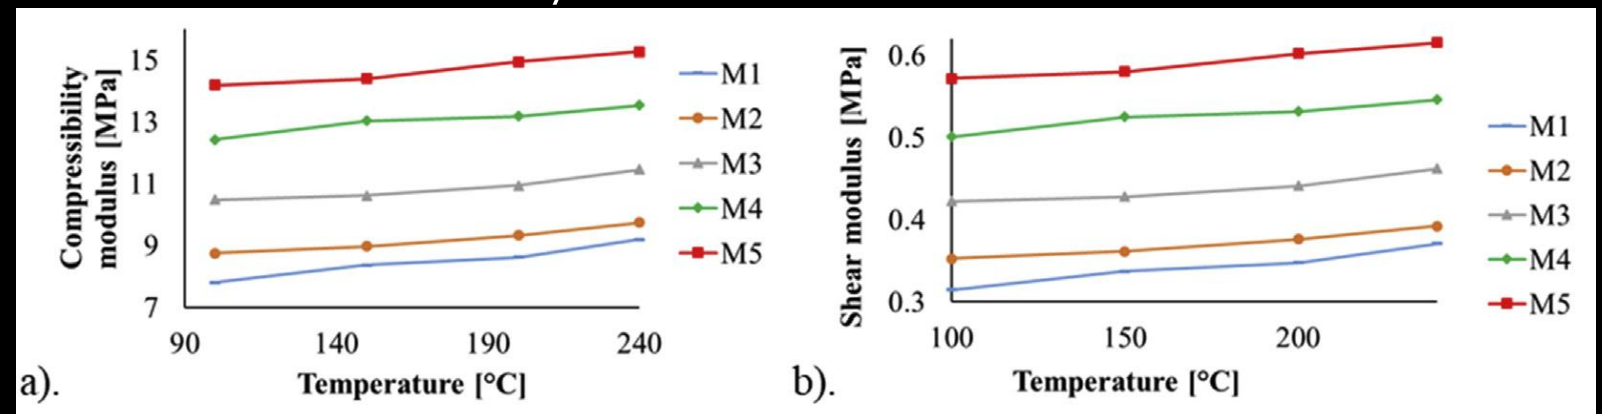 Compressibility
modulus [MPa]
15
13
11
9
7
90 140 190 240
Temperature [°C]
M1
M2
M3
M4
M5
a).
Shear modulus [MPa]
0.6
0.5
0.4
0.3
100 150 200
Temperature [°C]
M1
M2
M3
M4
M5
b).